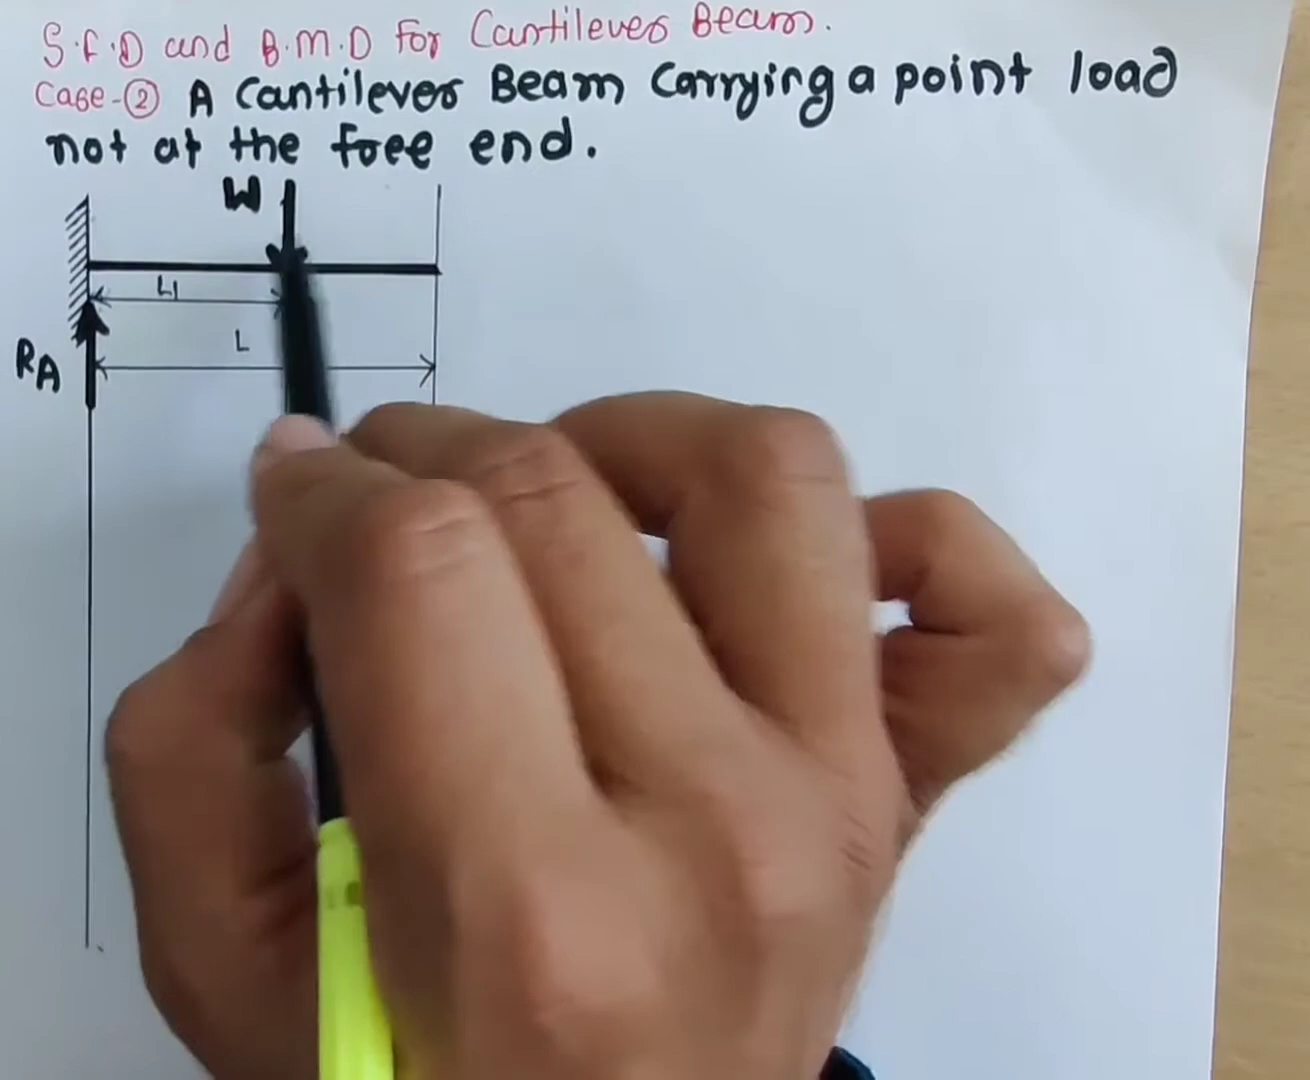 S.F.D and B.M.D For Cantilever Beam.
Case-② A Cantilever Beam Carrying a point load
not at the free end.
W
L1
L
RA